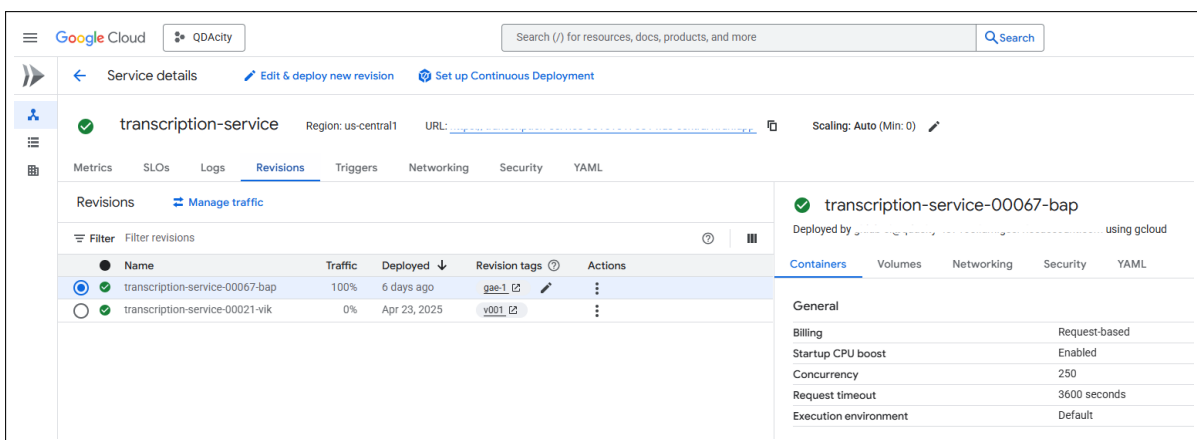 Google Cloud QDAcity Search (/) for resources, docs, products, and more Search
Service details Edit & deploy new revision Set up Continuous Deployment
transcription-service Region: us-central1 URL: Scaling: Auto (Min: 0)
Metrics SLOs Logs Revisions Triggers Networking Security YAML
Revisions Manage traffic
Filter Filter revisions
Name Traffic Deployed Revision tags Actions
transcription-service-00067-bap 100% 6 days ago gae-1
transcription-service-00021-vik 0% Apr 23, 2025 v001
transcription-service-00067-bap
Deployed by using gcloud
Containers Volumes Networking Security YAML
General
Billing Request-based
Startup CPU boost Enabled
Concurrency 250
Request timeout 3600 seconds
Execution environment Default